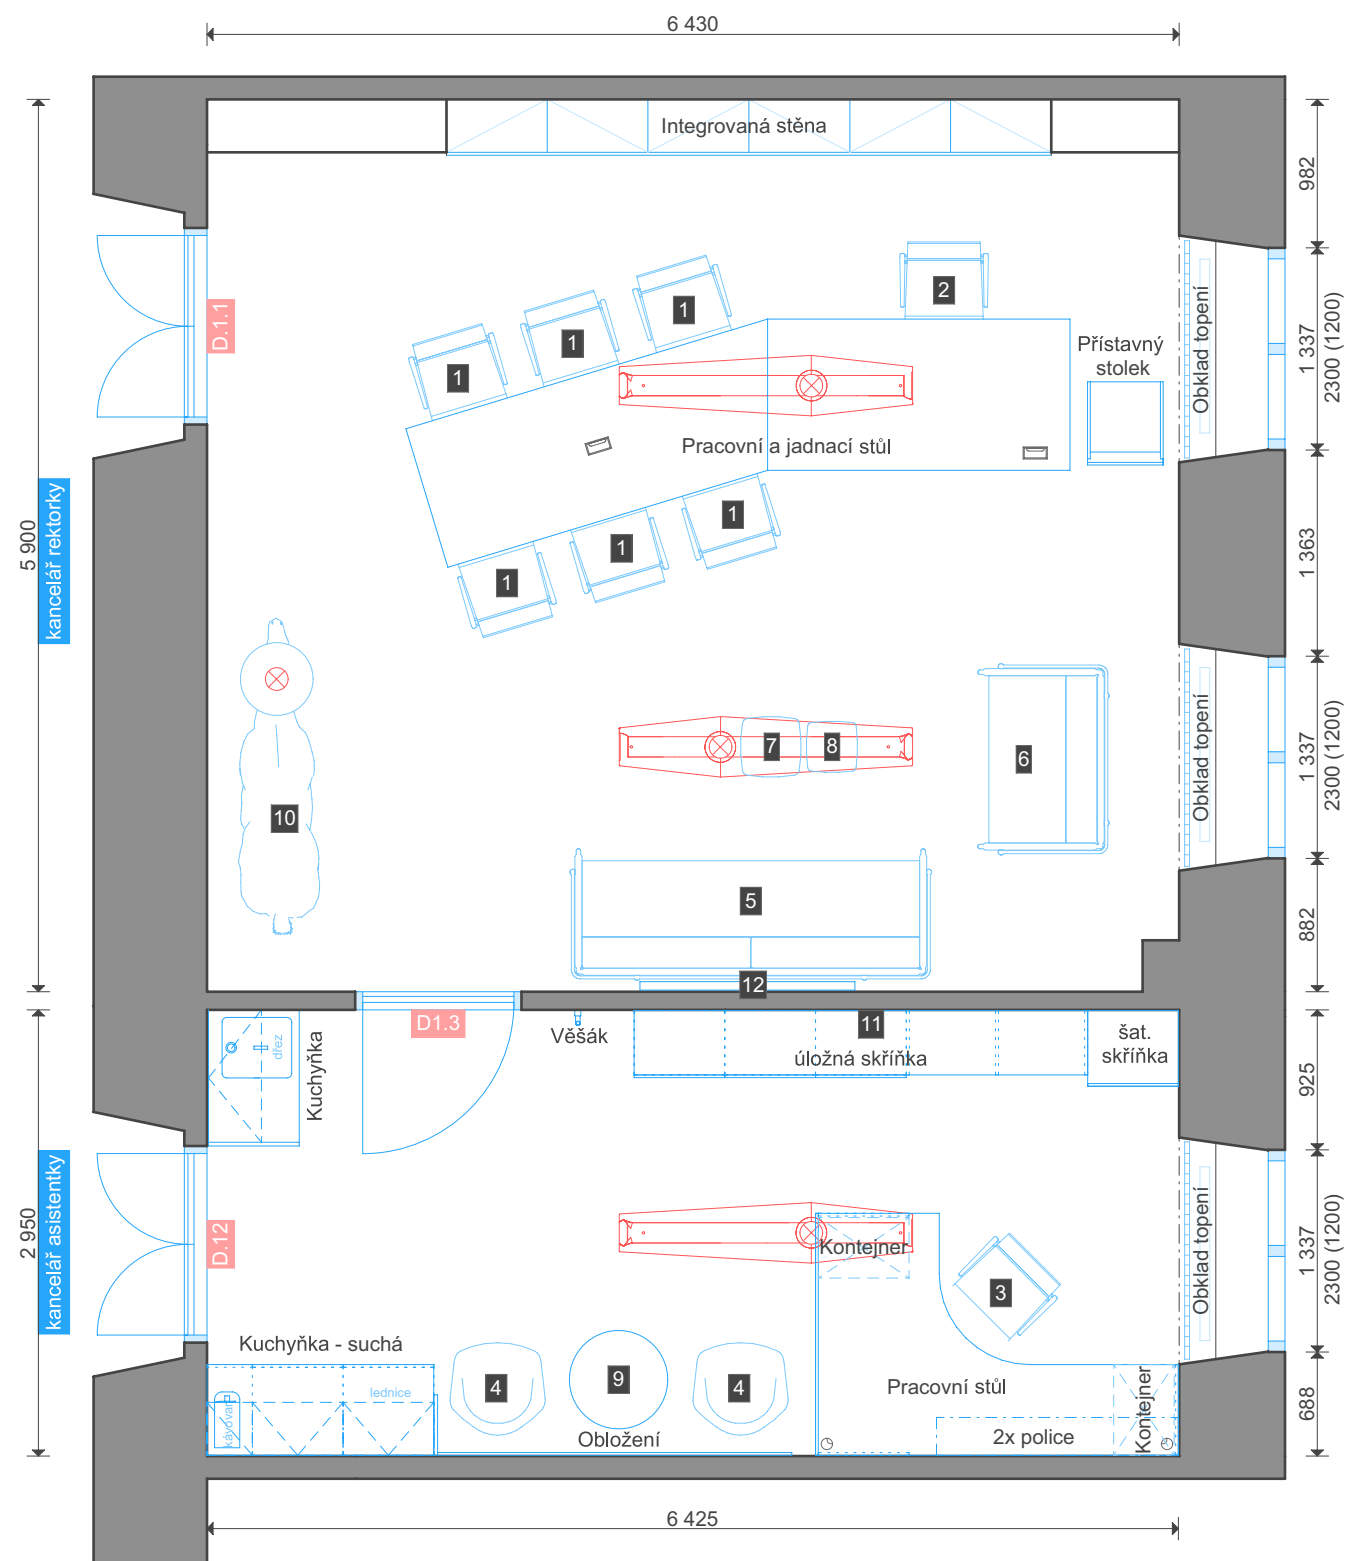 6 430
Integrovaná stěna
982
D.1.1
1
1
1
2
Přístavný
stolek
Obklad topení
1 337
2300 (1200)
Pracovní a jadnací stůl
5 900
kancelář rektorky
1
1
1
1 363
10
7
8
6
Obklad topení
1 337
2300 (1200)
5
12
882
D1.3
Věšák
11
úložná skříňka
šat.
skříňka
dřez
Kuchyňka
925
2 950
kancelář asistentky
D.12
Kontejner
3
Obklad topení
1 337
2300 (1200)
Kuchyňka - suchá
lednice
kávovar
4
9
4
Obložení
Pracovní stůl
2x police
Kontejner
688
6 425